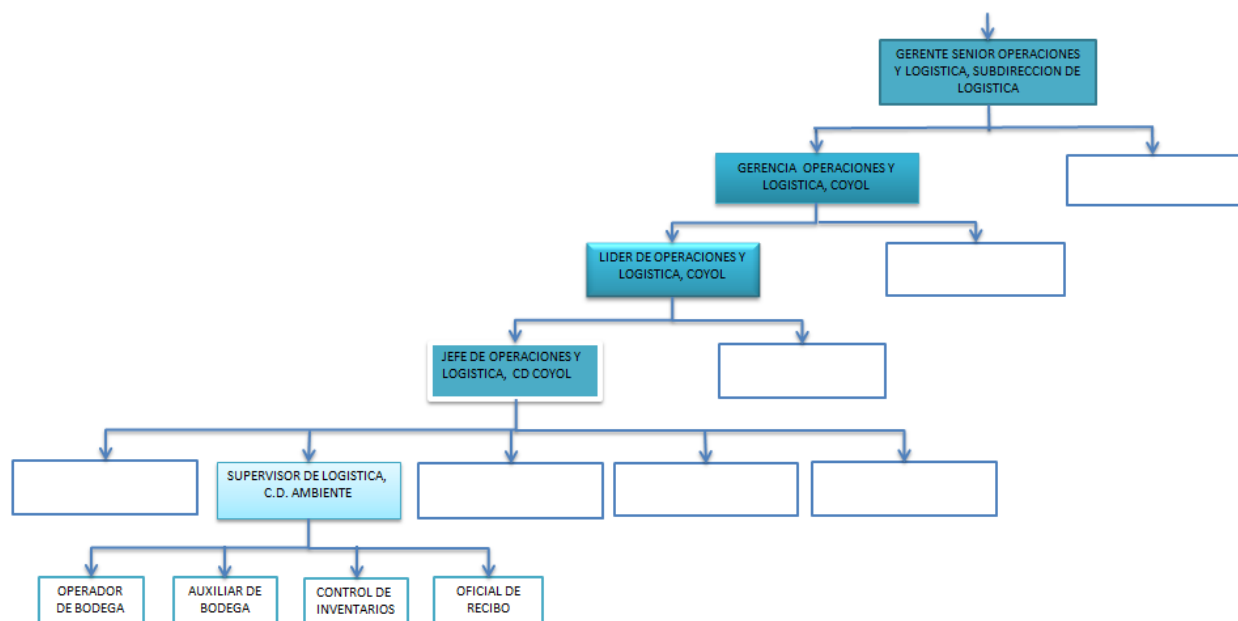 GERENTE SENIOR OPERACIONES
Y LOGISTICA, SUBDIRECCION DE
LOGISTICA
GERENCIA OPERACIONES Y
LOGISTICA, COYOL
LIDER DE OPERACIONES Y
LOGISTICA, COYOL
JEFE DE OPERACIONES Y
LOGISTICA, CD COYOL
SUPERVISOR DE LOGISTICA,
C.D. AMBIENTE
OPERADOR
DE BODEGA
AUXILIAR DE
BODEGA
CONTROL DE
INVENTARIOS
OFICIAL DE
RECIBO